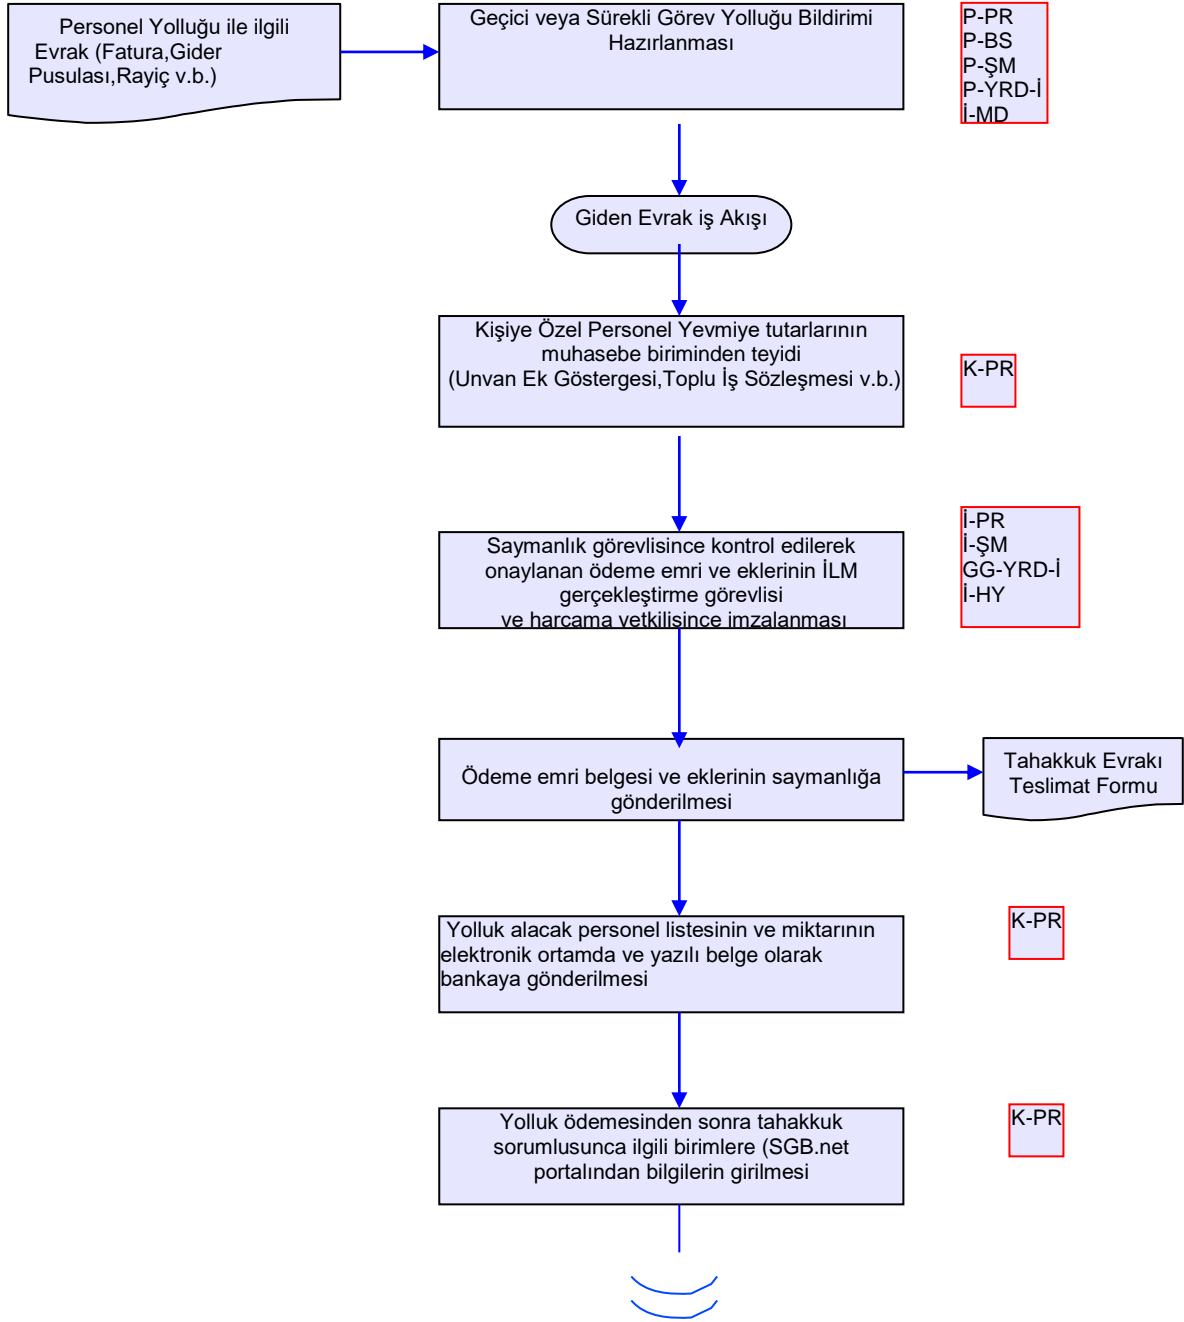 Personel Yolluğu ile ilgili
Evrak (Fatura,Gider
Pusulası,Rayiç v.b.)
Geçici veya Sürekli Görev Yolluğu Bildirimi
Hazırlanması
P-PR
P-BS
P-ŞM
P-YRD-İ
İ-MD
Giden Evrak iş Akışı
Kişiye Özel Personel Yevmiye tutarlarının
muhasebe biriminden teyidi
(Unvan Ek Göstergesi,Toplu İş Sözleşmesi v.b.)
K-PR
Saymanlık görevlisince kontrol edilerek
onaylanan ödeme emri ve eklerinin İLM
gerçekleştirme görevlisi
ve harcama yetkilisince imzalanması
İ-PR
İ-ŞM
GG-YRD-İ
İ-HY
Ödeme emri belgesi ve eklerinin saymanlığa
gönderilmesi
Tahakkuk Evrakı
Teslimat Formu
Yolluk alacak personel listesinin ve miktarının
elektronik ortamda ve yazılı belge olarak
bankaya gönderilmesi
K-PR
Yolluk ödemesinden sonra tahakkuk
sorumlusunca ilgili birimlere (SGB.net
portalından bilgilerin girilmesi
K-PR